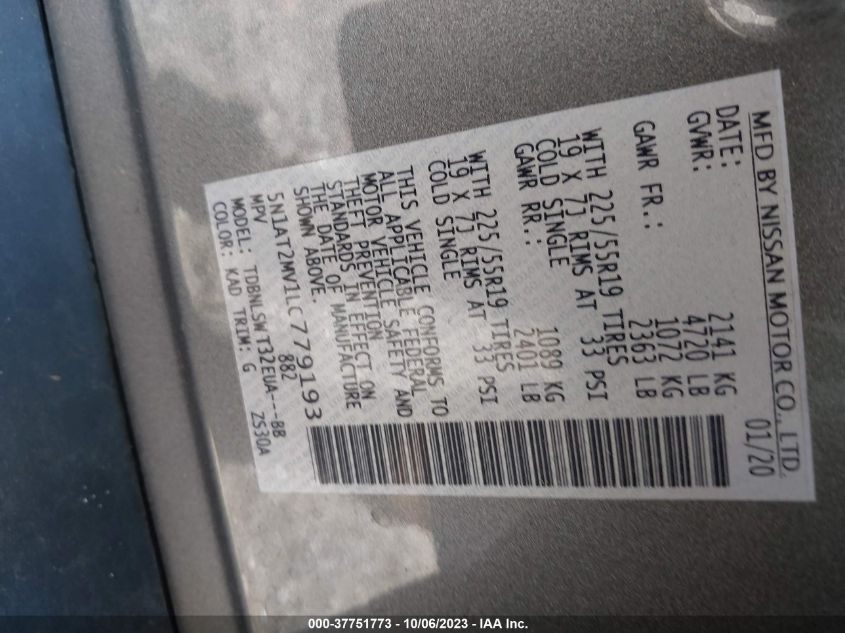 MFD BY NISSAN MOTOR CO., LTD.
DATE: 01/20
GVWR: 2141 KG
4720 LB
GAWR FR.: 1072 KG
2363 LB
WITH 225/55R19 TIRES
19 X 7J RIMS AT 33 PSI
COLD SINGLE
GAWR RR.: 1089 KG
2401 LB
WITH 225/55R19 TIRES
19 X 7J RIMS AT 33 PSI
COLD SINGLE
THIS VEHICLE CONFORMS TO
ALL APPLICABLE FEDERAL
MOTOR VEHICLE SAFETY AND
THEFT PREVENTION
STANDARDS IN EFFECT ON
THE DATE OF MANUFACTURE
SHOWN ABOVE.
5N1AT2MV1LC779193
MPV 882
MODEL: TDBNLSW T32EUA---BB
COLOR: KAD TRIM: G ZS30A
000-37751773 - 10/06/2023 - IAA Inc.